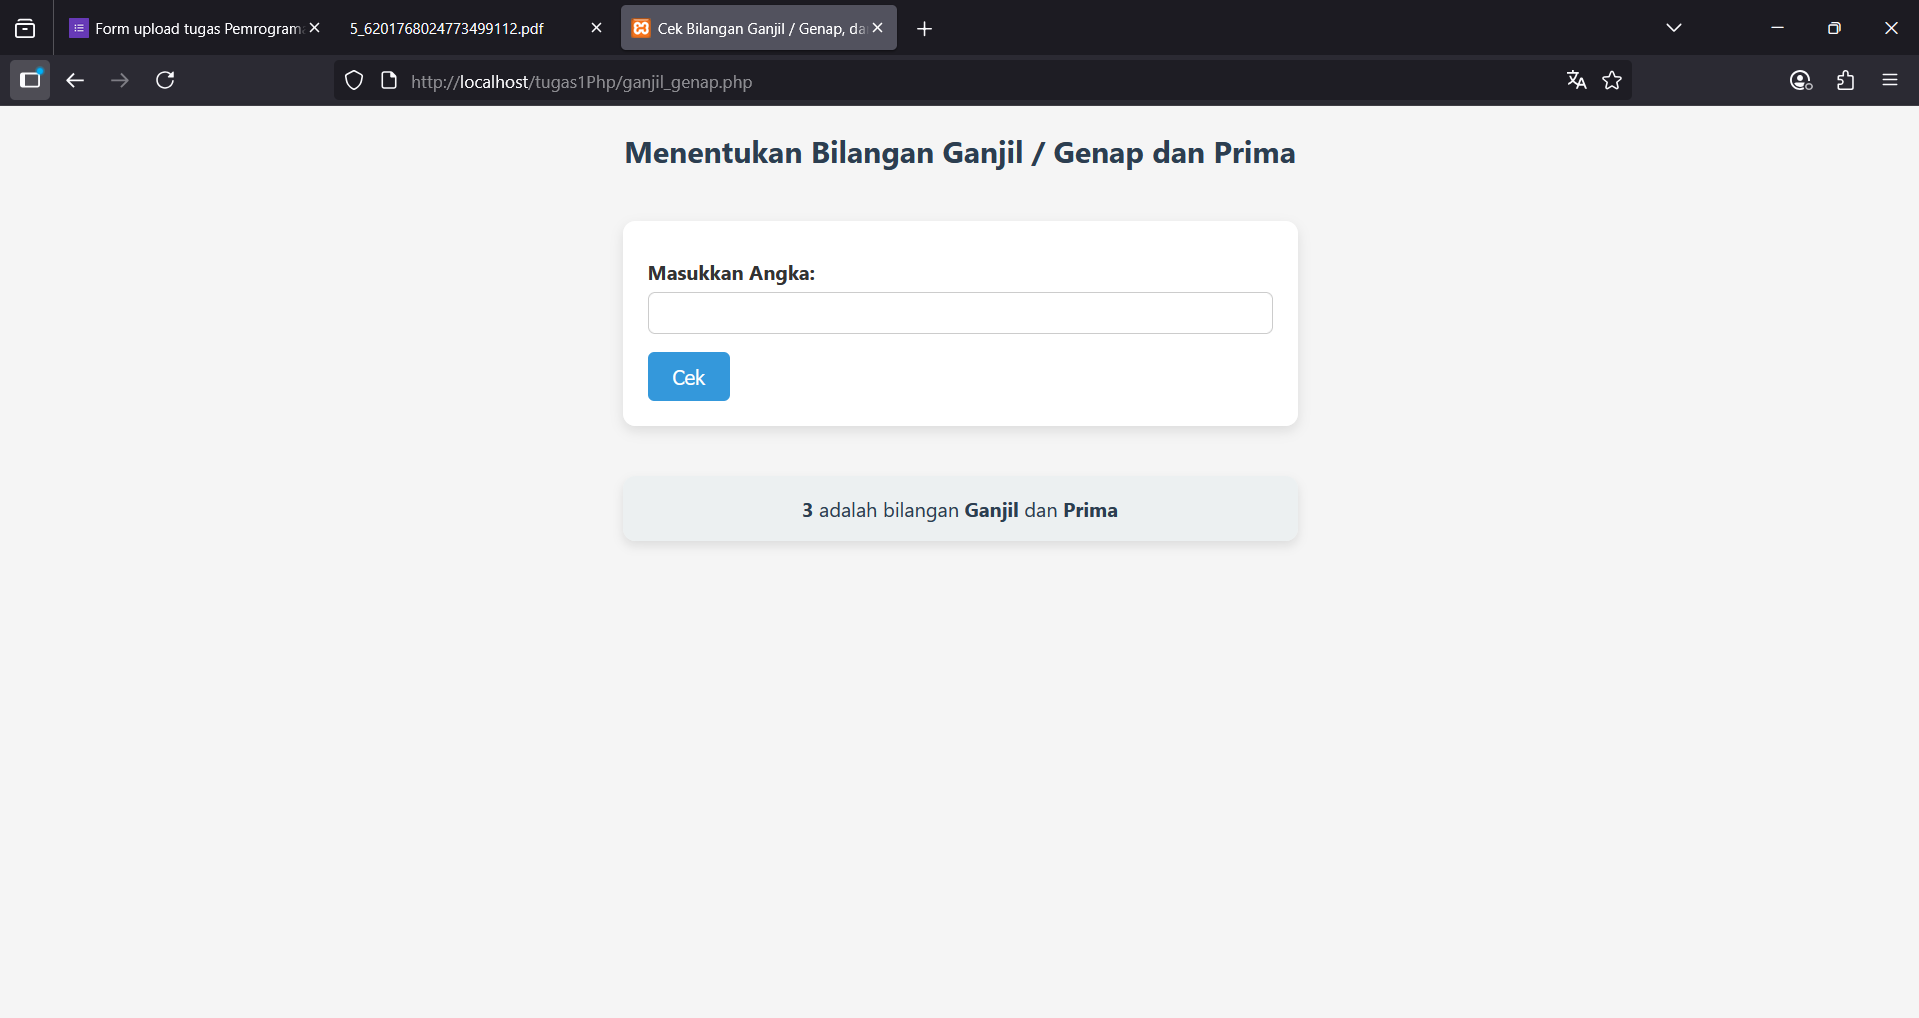 Form upload tugas Pemrogram
5_6201768024773499112.pdf
Cek Bilangan Ganjil / Genap, da
http://localhost/tugas1Php/ganjil_genap.php
Menentukan Bilangan Ganjil / Genap dan Prima
Masukkan Angka:
Cek
3 adalah bilangan Ganjil dan Prima